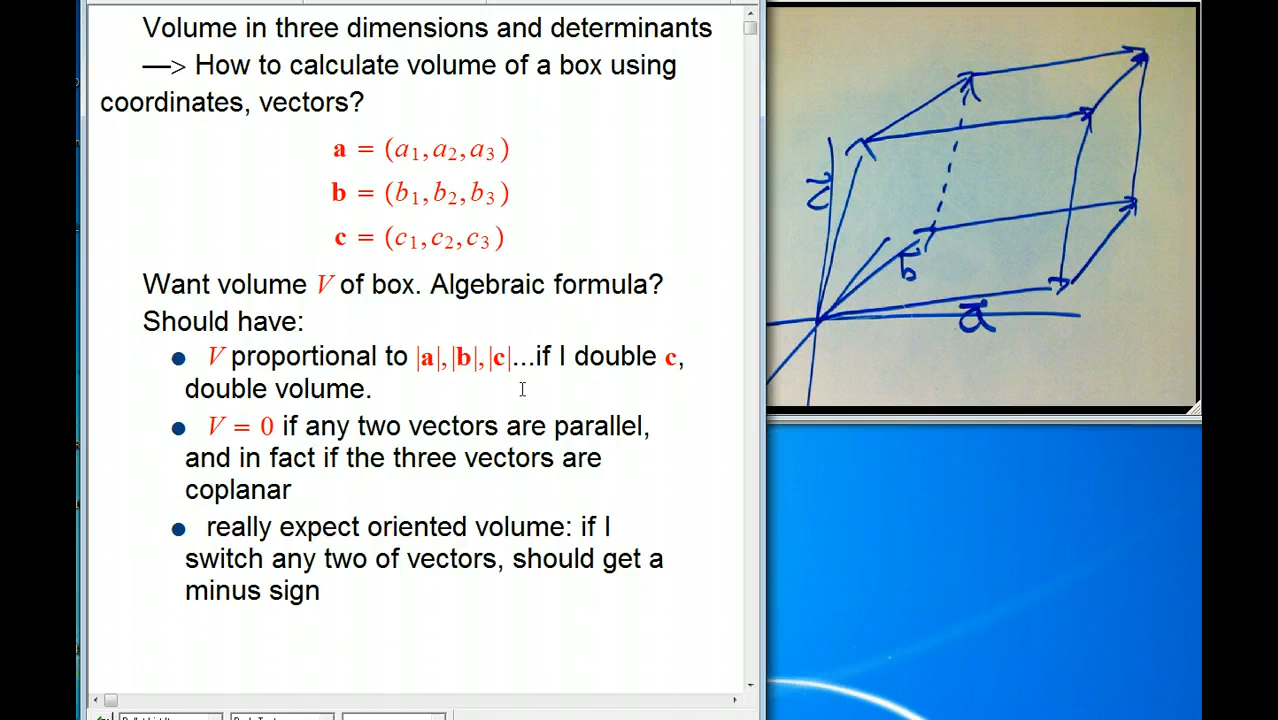 Volume in three dimensions and determinants
—> How to calculate volume of a box using
coordinates, vectors?
a = (a₁,a₂,a₃)
b = (b₁,b₂,b₃)
c = (c₁,c₂,c₃)
Want volume V of box. Algebraic formula?
Should have:
● V proportional to |a|,|b|,|c|...if I double c,
double volume.
● V = 0 if any two vectors are parallel,
and in fact if the three vectors are
coplanar
● really expect oriented volume: if I
switch any two of vectors, should get a
minus sign
b
a